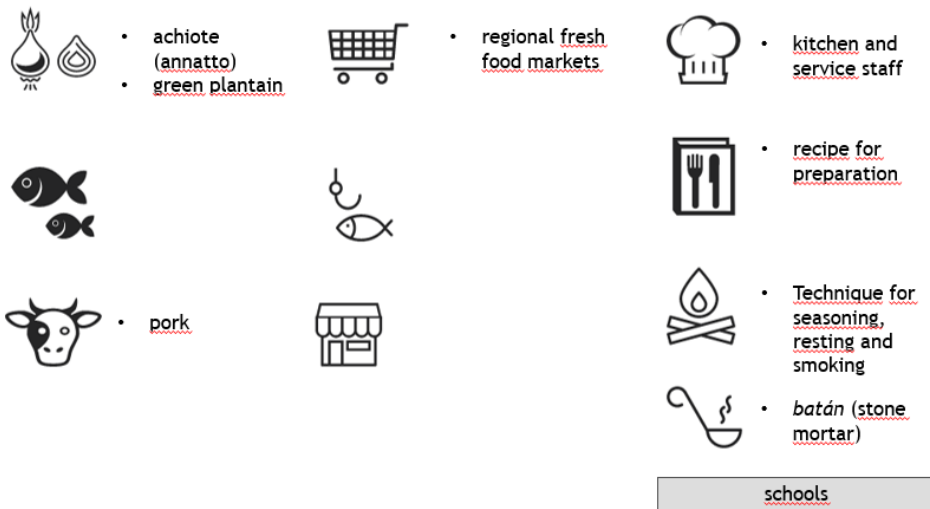 achiote
(annatto)
green plantain
regional fresh
food markets
kitchen and
service staff
recipe for
preparation
pork
Technique for
seasoning,
resting and
smoking
batán (stone
mortar)
schools